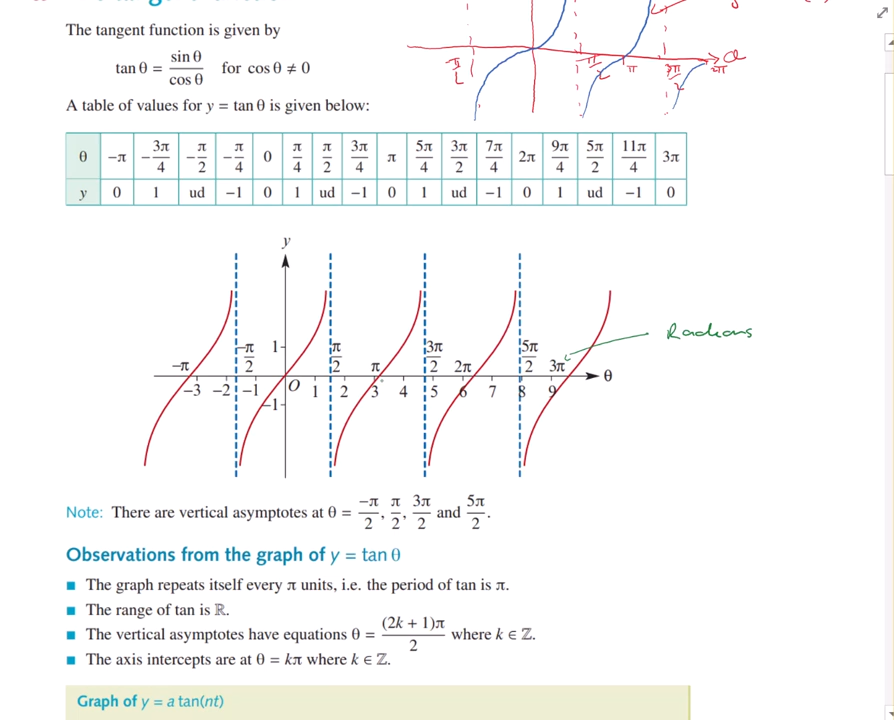 The tangent function is given by
tan θ = sin θ / cos θ for cos θ ≠ 0
A table of values for y = tan θ is given below:
θ −π −3π/4 −π/2 −π/4 0 π/4 π/2 3π/4 π 5π/4 3π/2 7π/4 2π 9π/4 5π/2 11π/4 3π
y 0 1 ud −1 0 1 ud −1 0 1 ud −1 0 1 ud −1 0
y
Radians
1 −π −π/2 π/2 π 3π/2 2π 5π/2 3π
θ
−3 −2 −1 O 1 2 3 4 5 6 7 8 9
−1
Note: There are vertical asymptotes at θ = −π/2, π/2, 3π/2 and 5π/2.
Observations from the graph of y = tan θ
■ The graph repeats itself every π units, i.e. the period of tan is π.
■ The range of tan is ℝ.
■ The vertical asymptotes have equations θ = (2k + 1)π/2 where k ∈ ℤ.
■ The axis intercepts are at θ = kπ where k ∈ ℤ.
Graph of y = a tan(nt)